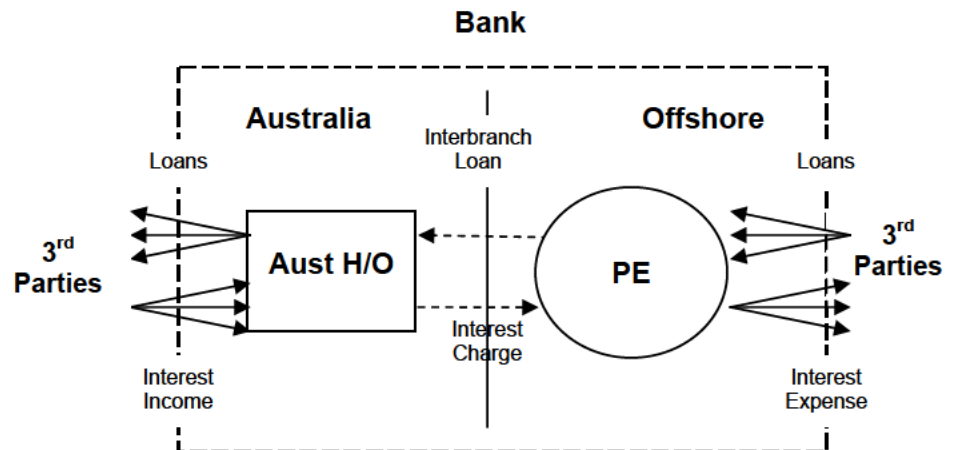 Bank
Australia
Interbranch
Loan
Offshore
Loans
Loans
3rd
Parties
Aust H/O
PE
3rd
Parties
Interest
Charge
Interest
Income
Interest
Expense